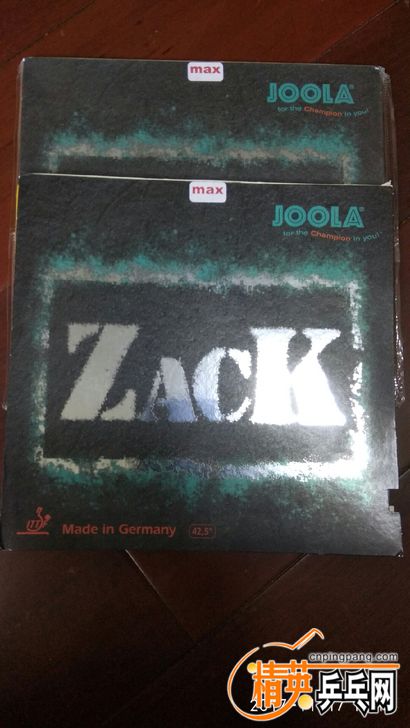 max
JOOLA
for the Champion in you!
max
JOOLA
for the Champion in you!
ZACK
ITTF
Made in Germany
42,5°
cnpingpang.com
精英乒乓网